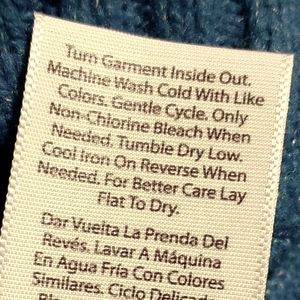 Turn Garment Inside Out.
Machine Wash Cold With Like
Colors. Gentle Cycle. Only
Non-Chlorine Bleach When
Needed. Tumble Dry Low.
Cool Iron On Reverse When
Needed. For Better Care Lay
Flat To Dry.
Dar Vuelta La Prenda Del
Revés. Lavar A Máquina
En Agua Fría Con Colores
Similares. Ciclo Delicado